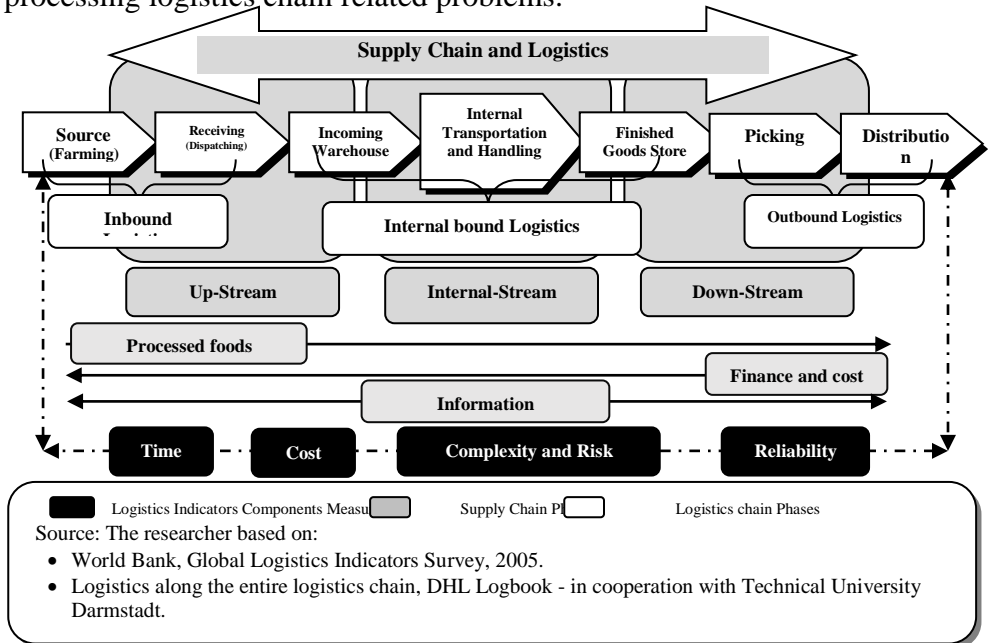 processing logistics chain related problems.
Supply Chain and Logistics
Source
(Farming)
Receiving
(Dispatching)
Incoming
Warehouse
Internal
Transportation
and Handling
Finished
Goods Store
Picking
Distributio
n
Inbound
Internal bound Logistics
Outbound Logistics
Up-Stream
Internal-Stream
Down-Stream
Processed foods
Finance and cost
Information
Time
Cost
Complexity and Risk
Reliability
Logistics Indicators Components Measu
Supply Chain Pl
Logistics chain Phases
Source: The researcher based on:
• World Bank, Global Logistics Indicators Survey, 2005.
• Logistics along the entire logistics chain, DHL Logbook - in cooperation with Technical University
Darmstadt.